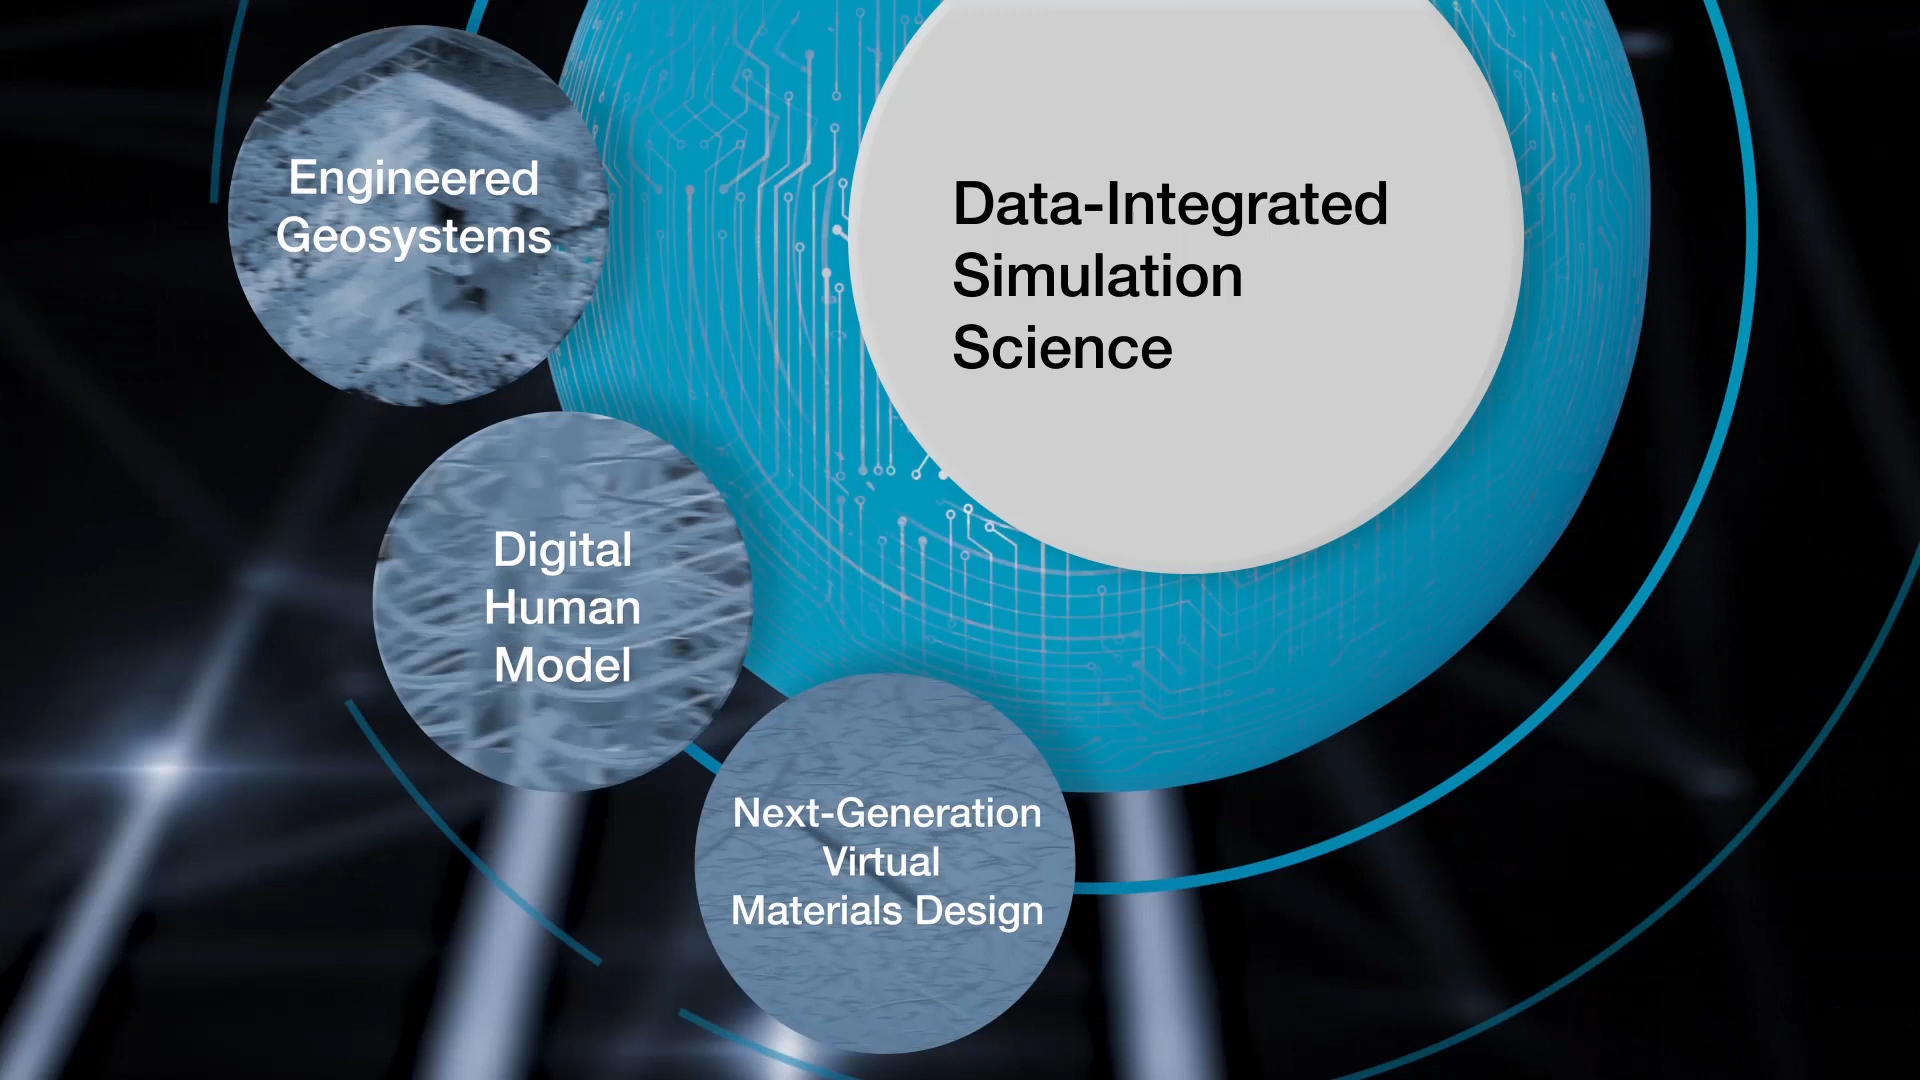 Engineered
Geosystems
Data-Integrated
Simulation
Science
Digital
Human
Model
Next-Generation
Virtual
Materials Design